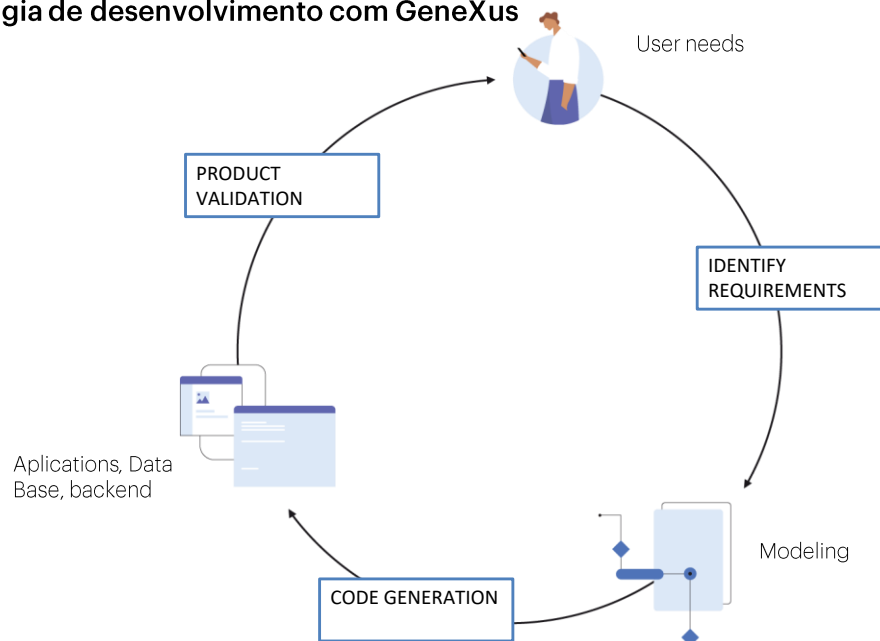 gia de desenvolvimento com GeneXus
User needs
PRODUCT
VALIDATION
IDENTIFY
REQUIREMENTS
Aplications, Data
Base, backend
Modeling
CODE GENERATION